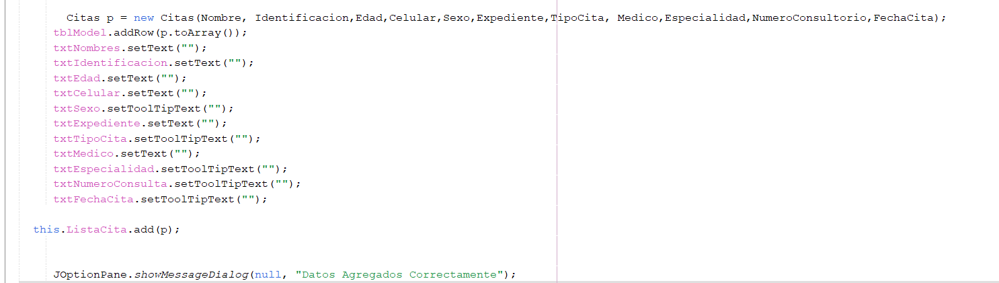 Citas p = new Citas(Nombre, Identificacion,Edad,Celular,Sexo,Expediente,TipoCita, Medico,Especialidad,NumeroConsultorio,FechaCita);
tblModel.addRow(p.toArray());
txtNombres.setText("");
txtIdentificacion.setText("");
txtEdad.setText("");
txtCelular.setText("");
txtSexo.setToolTipText("");
txtExpediente.setText("");
txtTipoCita.setToolTipText("");
txtMedico.setText("");
txtEspecialidad.setToolTipText("");
txtNumeroConsulta.setToolTipText("");
txtFechaCita.setToolTipText("");
this.ListaCita.add(p);
JOptionPane.showMessageDialog(null, "Datos Agregados Correctamente");